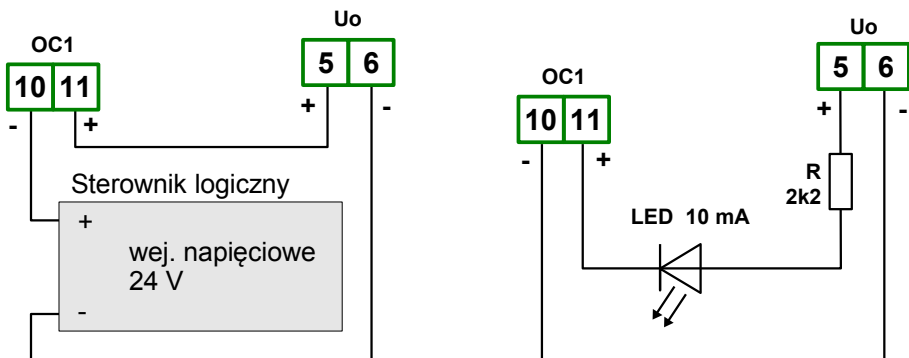 OC1
10 11
- +
Uo
5 6
+ -
Sterownik logiczny
+
wej. napięciowe
24 V
-
OC1
10 11
- +
Uo
5 6
+ -
R
2k2
LED 10 mA